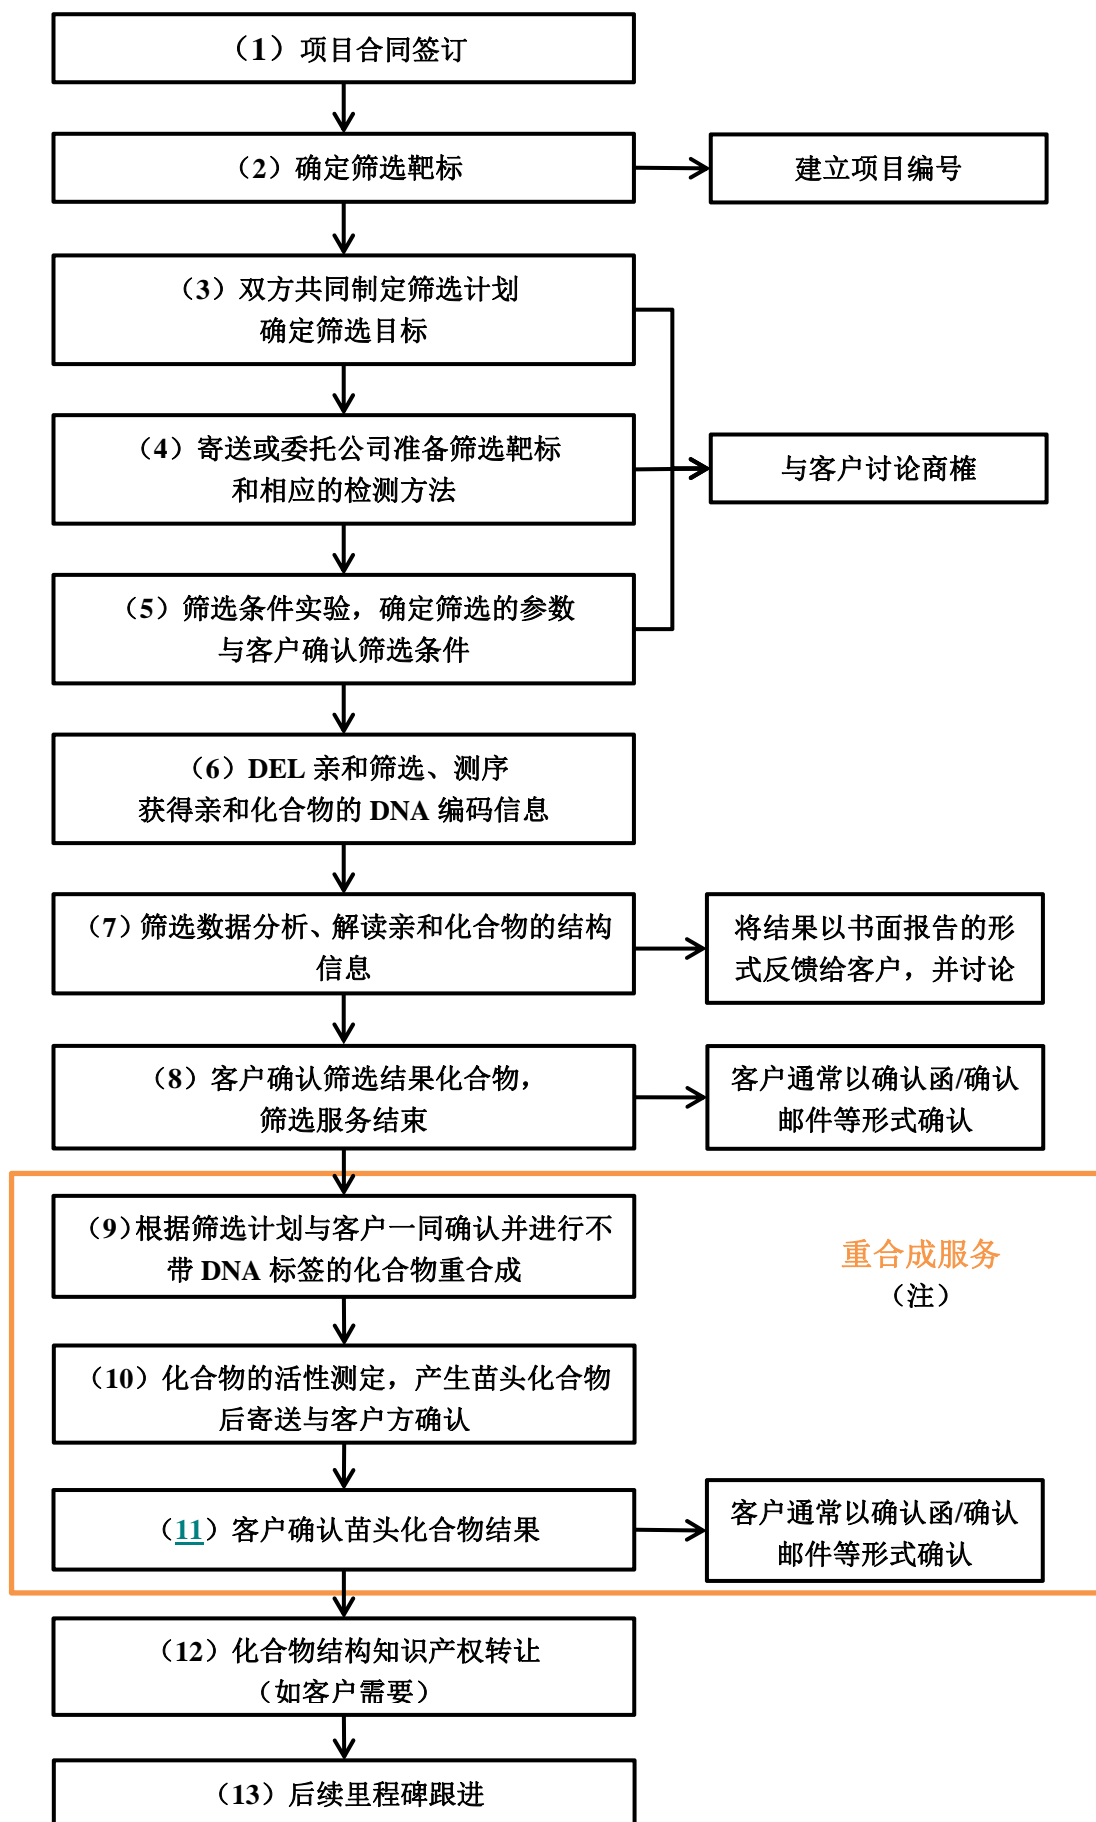 （1）项目合同签订
（2）确定筛选靶标
建立项目编号
（3）双方共同制定筛选计划
确定筛选目标
（4）寄送或委托公司准备筛选靶标
和相应的检测方法
与客户讨论商榷
（5）筛选条件实验，确定筛选的参数
与客户确认筛选条件
（6）DEL 亲和筛选、测序
获得亲和化合物的 DNA 编码信息
（7）筛选数据分析、解读亲和化合物的结构
信息
将结果以书面报告的形
式反馈给客户，并讨论
（8）客户确认筛选结果化合物，
筛选服务结束
客户通常以确认函/确认
邮件等形式确认
（9）根据筛选计划与客户一同确认并进行不
带 DNA 标签的化合物重合成
重合成服务
（注）
（10）化合物的活性测定，产生苗头化合物
后寄送与客户方确认
（11）客户确认苗头化合物结果
客户通常以确认函/确认
邮件等形式确认
（12）化合物结构知识产权转让
（如客户需要）
（13）后续里程碑跟进